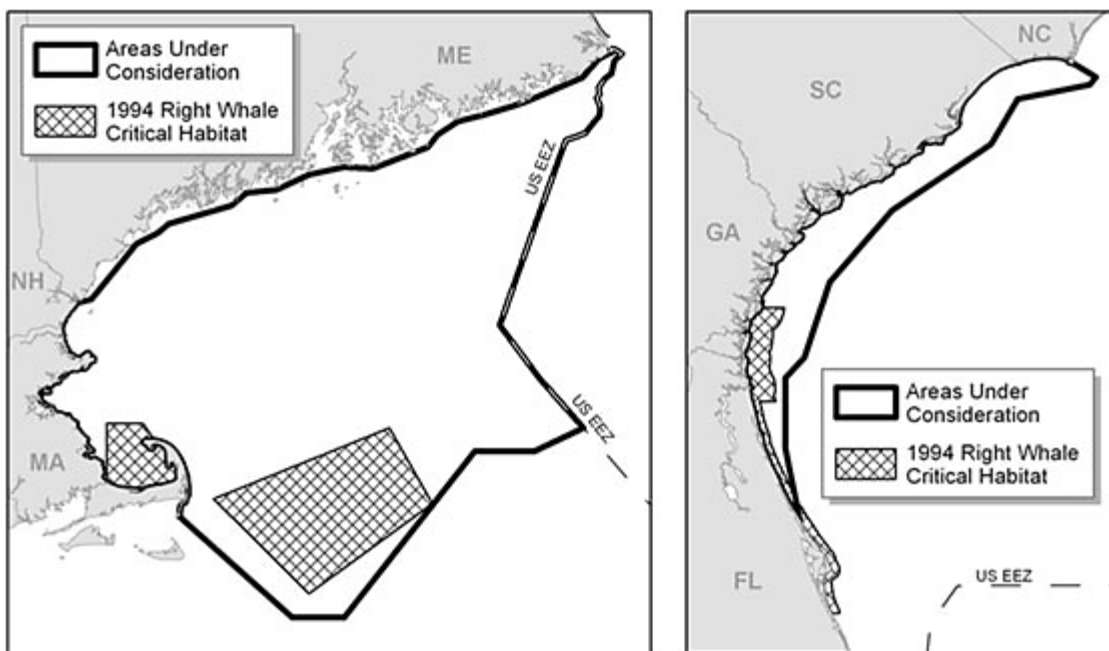 Areas Under
Consideration
1994 Right Whale
Critical Habitat
ME
US EEZ
NH
US EEZ
MA
NC
SC
GA
Areas Under
Consideration
1994 Right Whale
Critical Habitat
FL
US EEZ